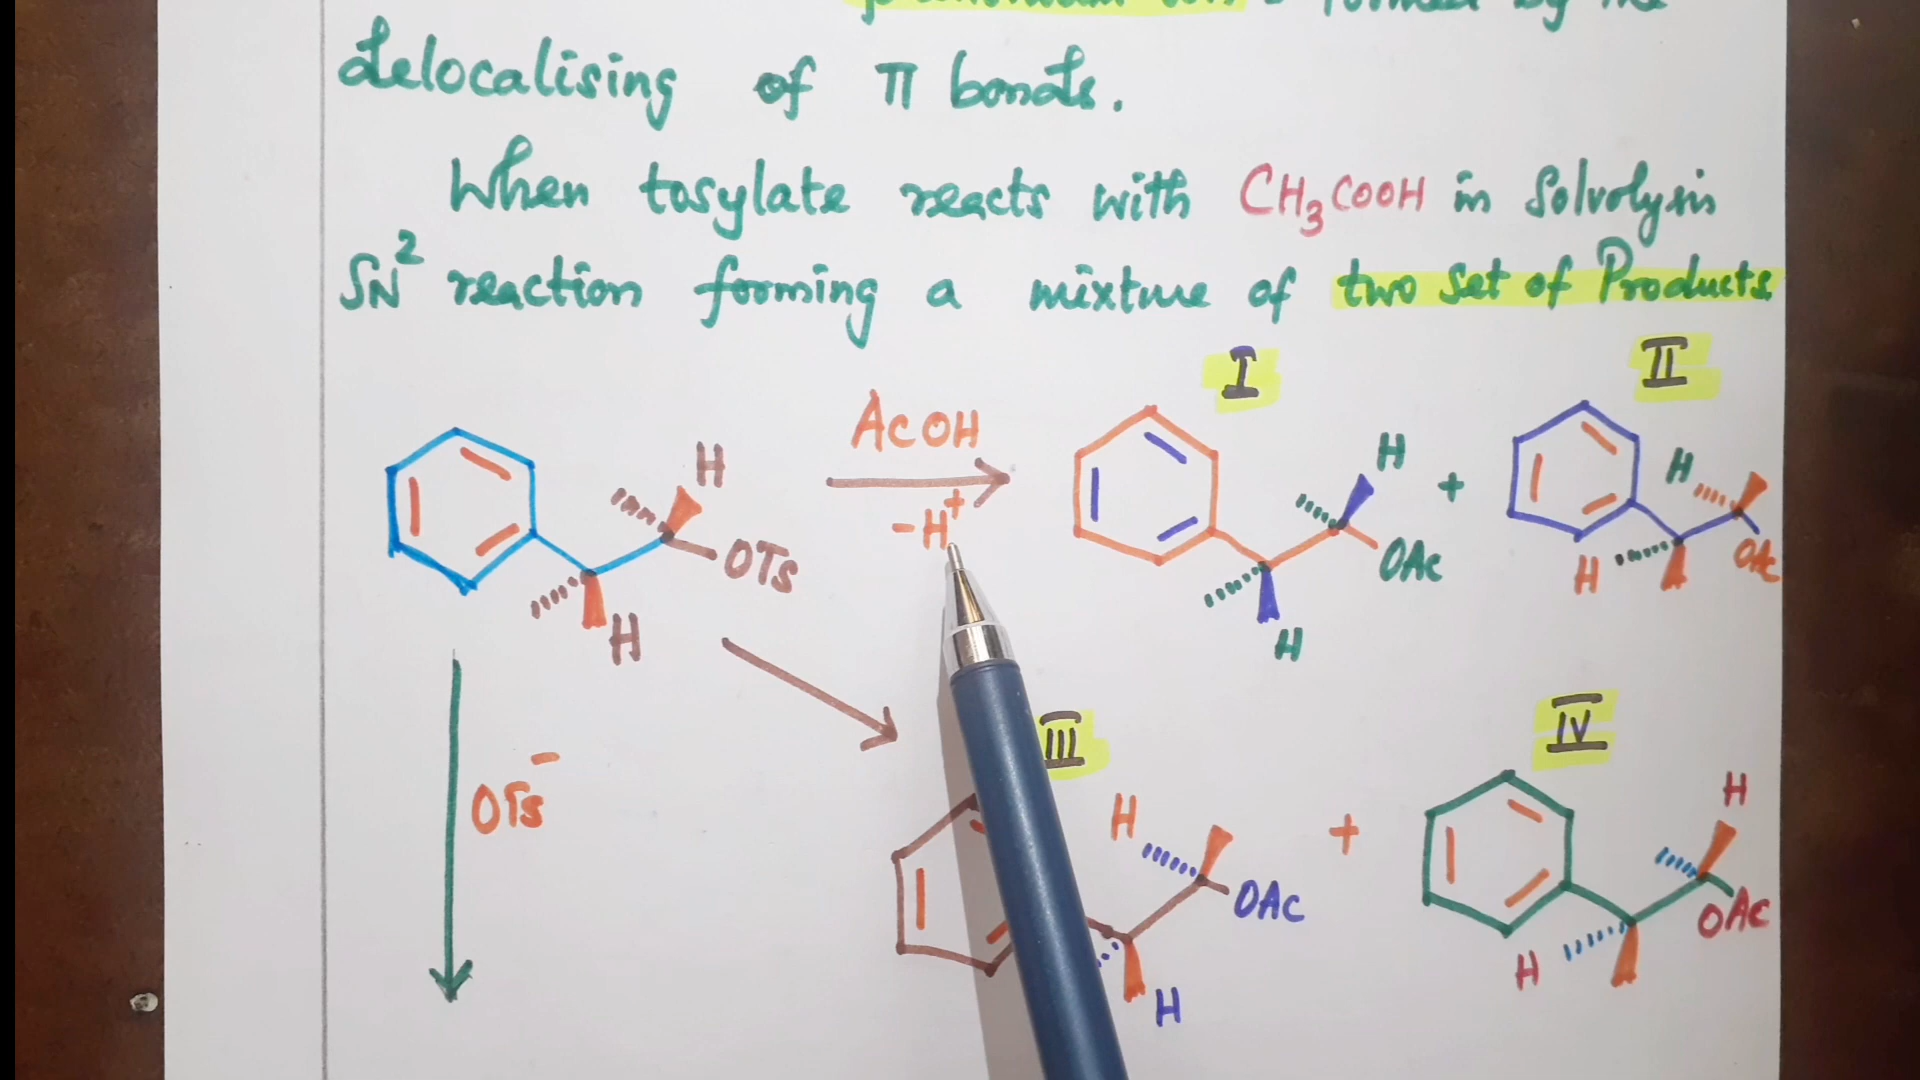 delocalising of π bonds.
When tosylate reacts with CH₃COOH in Solvolysis
SN² reaction forming a mixture of two set of Products
I
II
H
OTs
H
AcOH
-H⁺
H
OAc
H
+
H
OAc
H
OTs⁻
III
IV
H
OAc
H
+
H
OAc
H